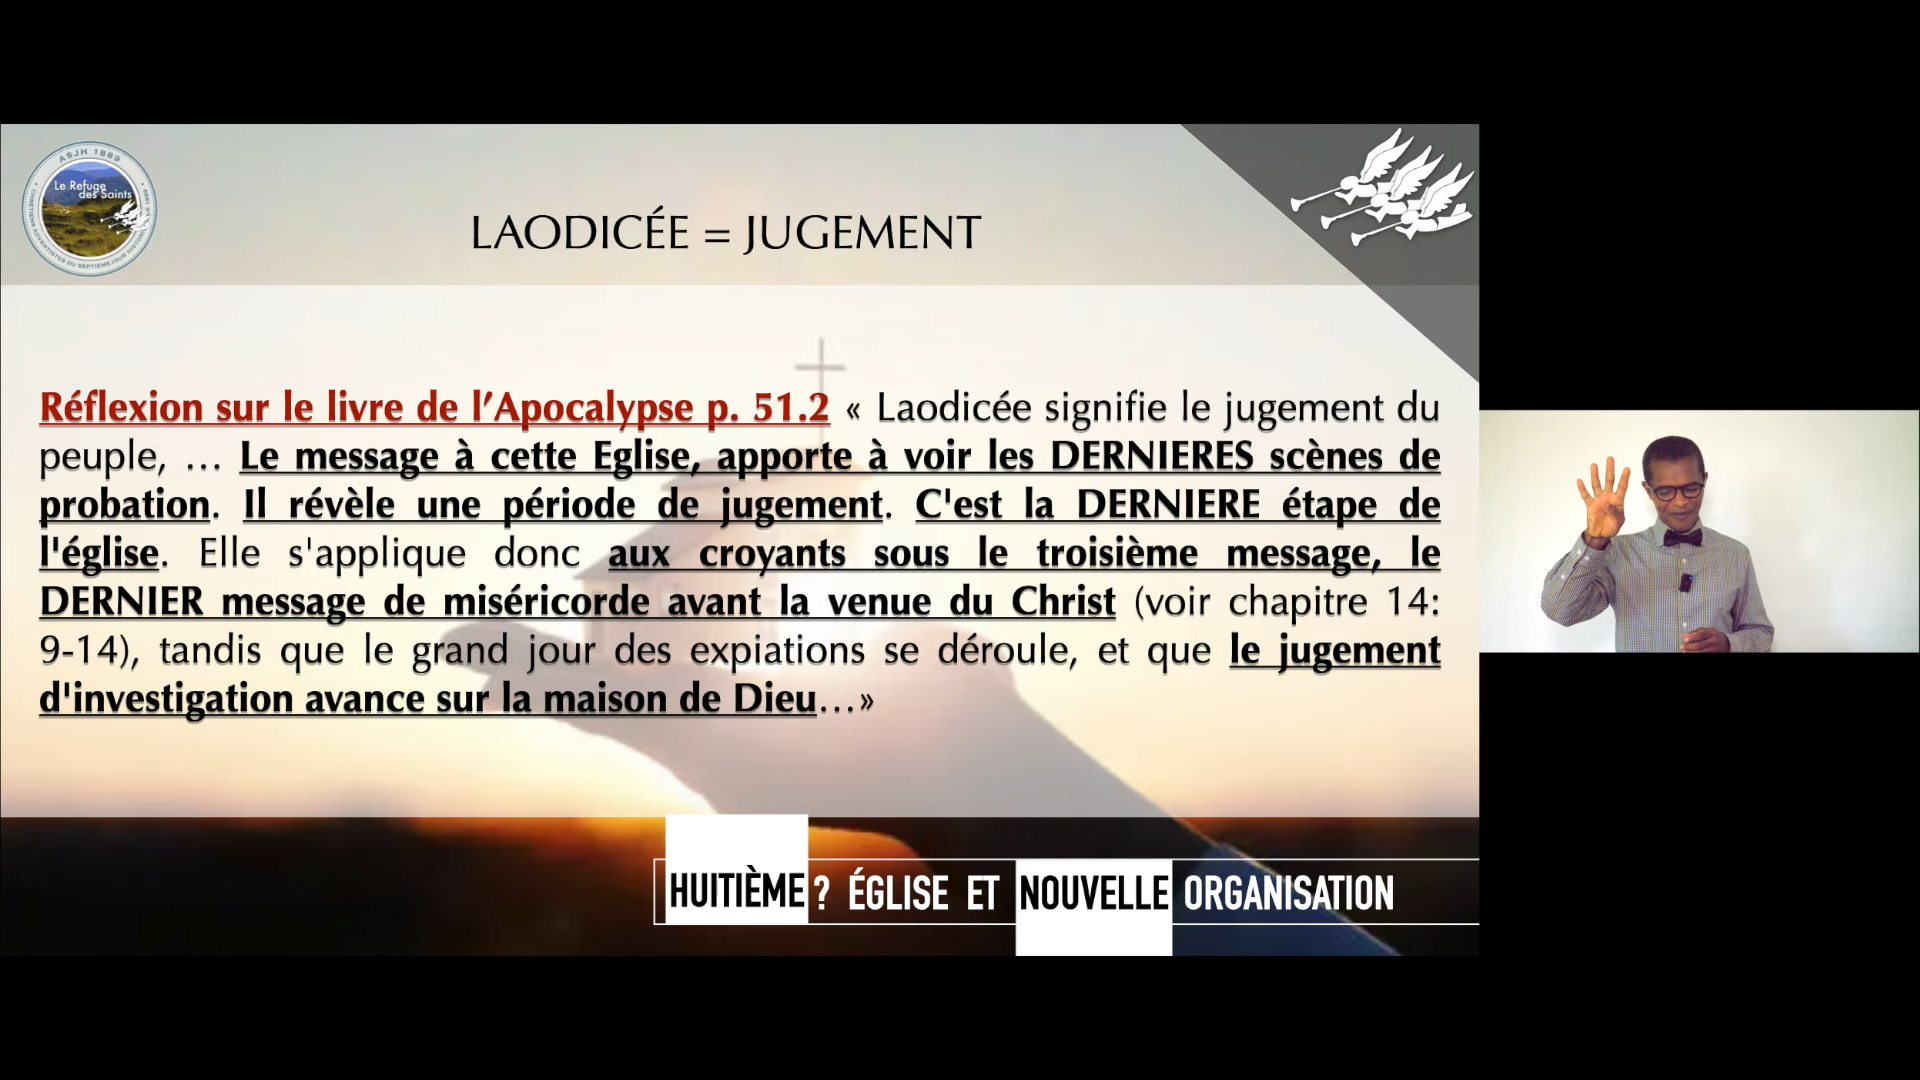 ASJH 1889
Le Refuge
des Saints
LAODICÉE = JUGEMENT
Réflexion sur le livre de l’Apocalypse p. 51.2 « Laodicée signifie le jugement du
peuple, … Le message à cette Eglise, apporte à voir les DERNIERES scènes de
probation. Il révèle une période de jugement. C'est la DERNIERE étape de
l'église. Elle s'applique donc aux croyants sous le troisième message, le
DERNIER message de miséricorde avant la venue du Christ (voir chapitre 14:
9-14), tandis que le grand jour des expiations se déroule, et que le jugement
d'investigation avance sur la maison de Dieu…»
HUITIÈME ? ÉGLISE ET NOUVELLE ORGANISATION